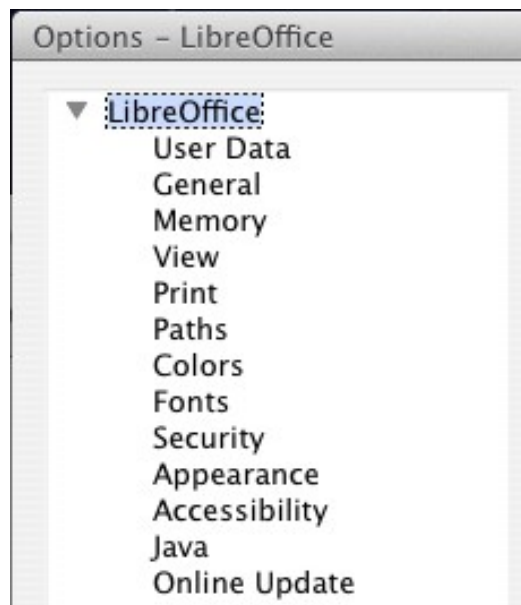 Options – LibreOffice
LibreOffice
User Data
General
Memory
View
Print
Paths
Colors
Fonts
Security
Appearance
Accessibility
Java
Online Update